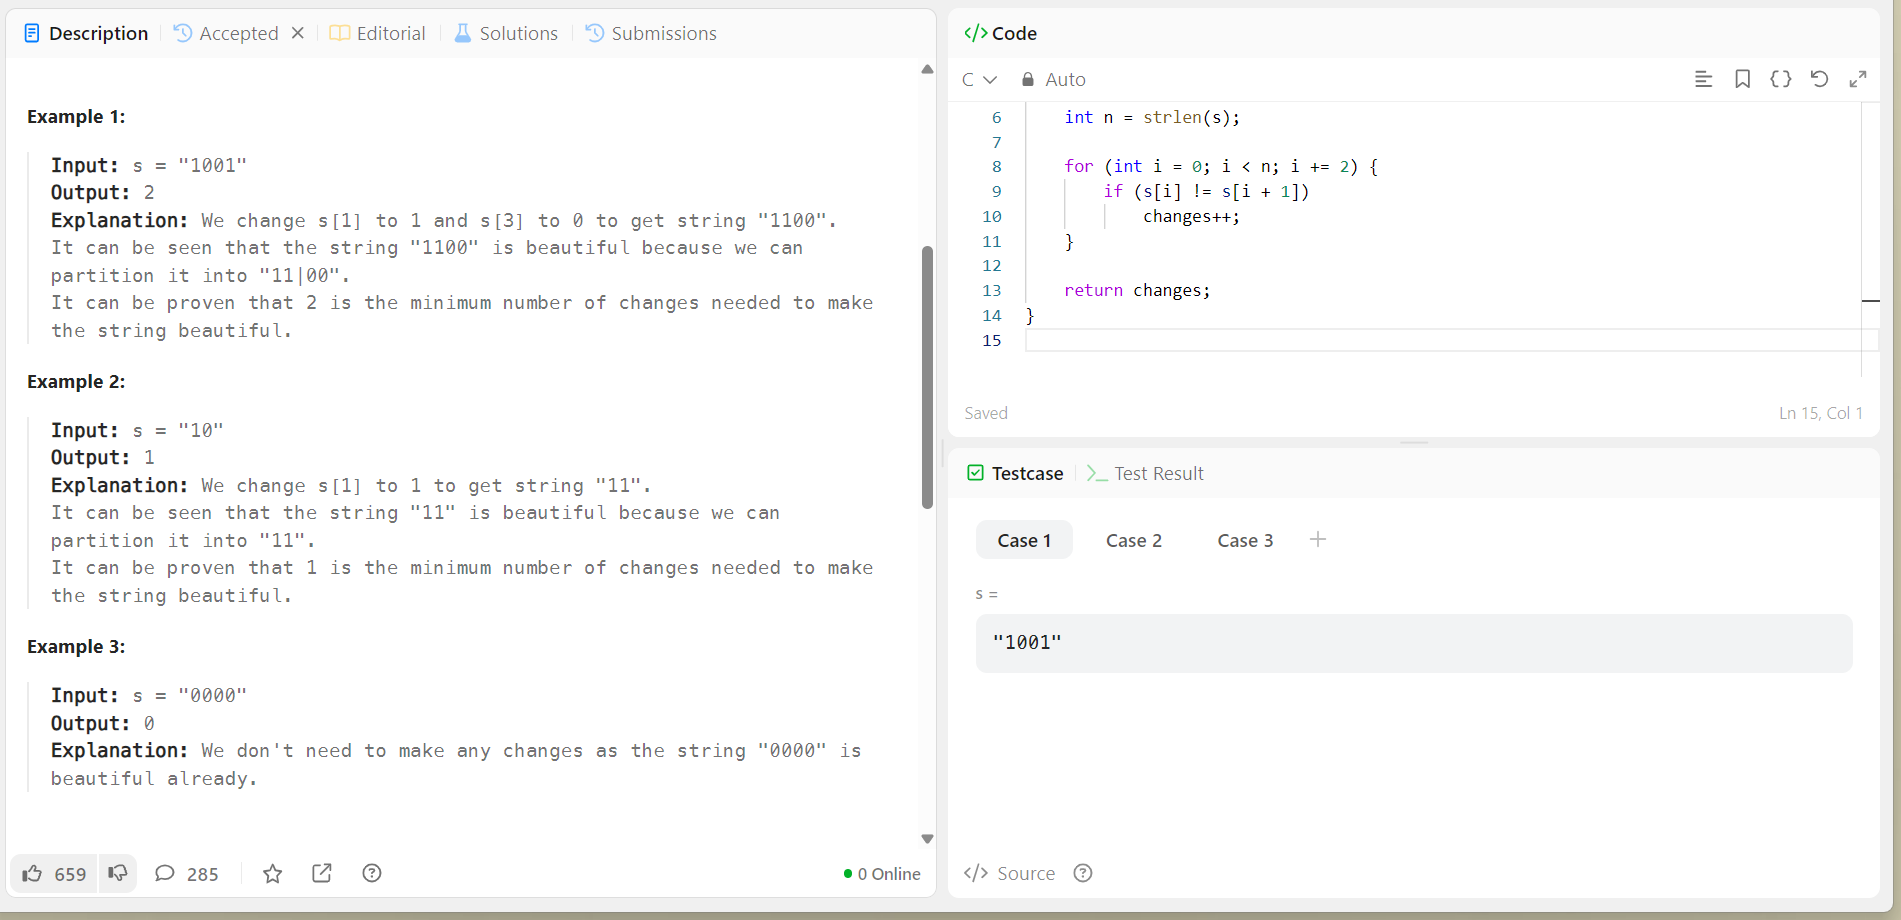 Description Accepted Editorial Solutions Submissions
Example 1:
Input: s = "1001"
Output: 2
Explanation: We change s[1] to 1 and s[3] to 0 to get string "1100".
It can be seen that the string "1100" is beautiful because we can
partition it into "11|00".
It can be proven that 2 is the minimum number of changes needed to make
the string beautiful.
Example 2:
Input: s = "10"
Output: 1
Explanation: We change s[1] to 1 to get string "11".
It can be seen that the string "11" is beautiful because we can
partition it into "11".
It can be proven that 1 is the minimum number of changes needed to make
the string beautiful.
Example 3:
Input: s = "0000"
Output: 0
Explanation: We don't need to make any changes as the string "0000" is
beautiful already.
659 285 0 Online
</> Code
C Auto
6 int n = strlen(s);
7
8 for (int i = 0; i < n; i += 2) {
9 if (s[i] != s[i + 1])
10 changes++;
11 }
12
13 return changes;
14 }
15
Saved Ln 15, Col 1
Testcase >_ Test Result
Case 1 Case 2 Case 3 +
s =
"1001"
</> Source